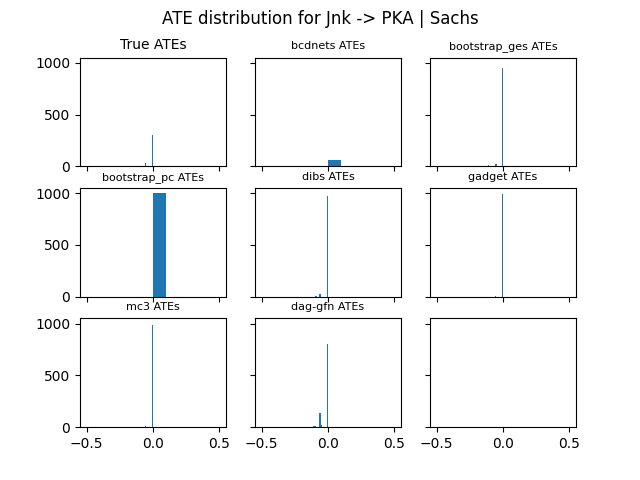 ATE distribution for Jnk -> PKA | Sachs
True ATEs
bcdnets ATEs
bootstrap_ges ATEs
1000
500
0
bootstrap_pc ATEs
dibs ATEs
gadget ATEs
1000
500
0
mc3 ATEs
dag-gfn ATEs
1000
500
0
−0.5 0.0 0.5
−0.5 0.0 0.5
−0.5 0.0 0.5